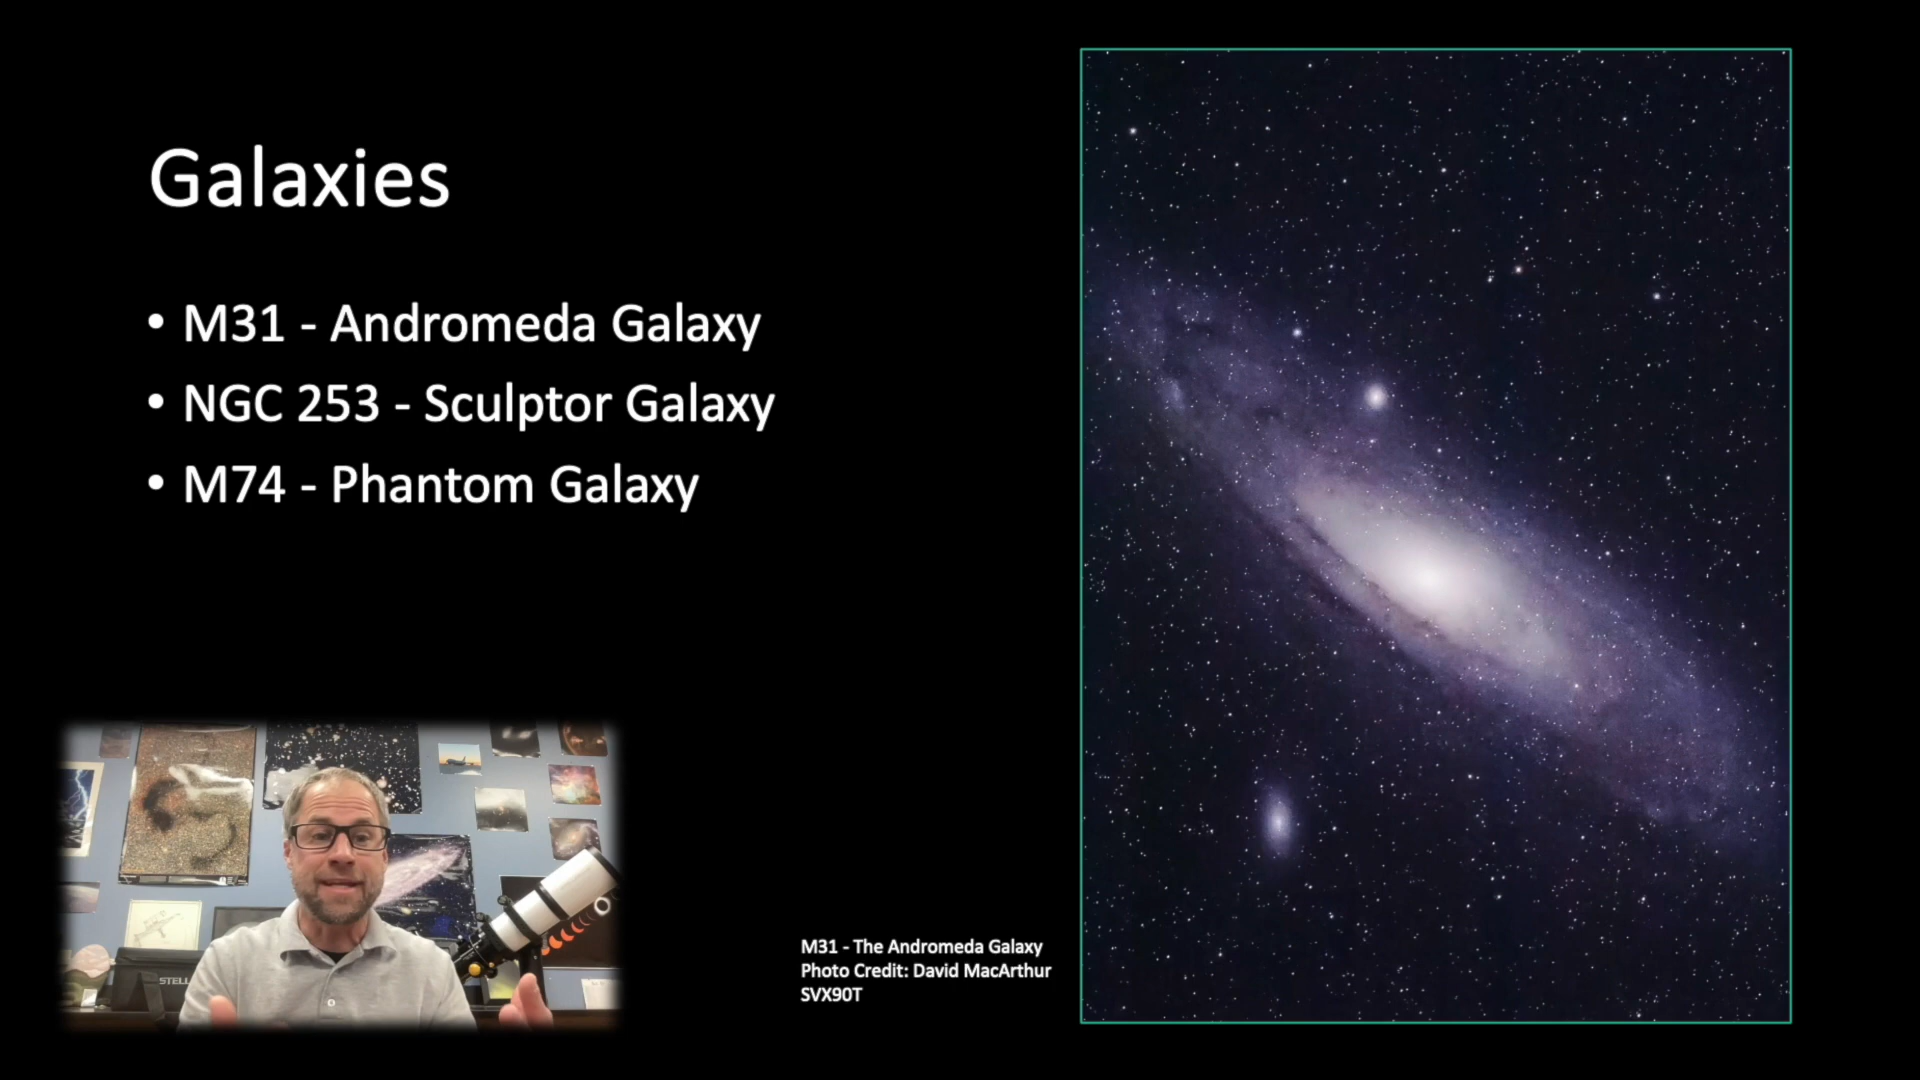 Galaxies
• M31 - Andromeda Galaxy
• NGC 253 - Sculptor Galaxy
• M74 - Phantom Galaxy
STELL
M31 - The Andromeda Galaxy
Photo Credit: David MacArthur
SVX90T